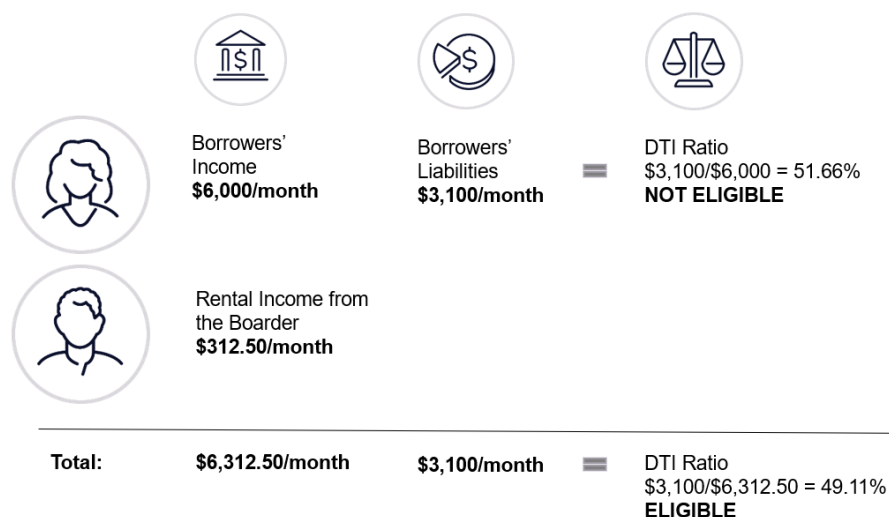 $
$
Borrowers’
Income
$6,000/month
Borrowers’
Liabilities
$3,100/month
=
DTI Ratio
$3,100/$6,000 = 51.66%
NOT ELIGIBLE
Rental Income from
the Boarder
$312.50/month
Total:
$6,312.50/month
$3,100/month
=
DTI Ratio
$3,100/$6,312.50 = 49.11%
ELIGIBLE